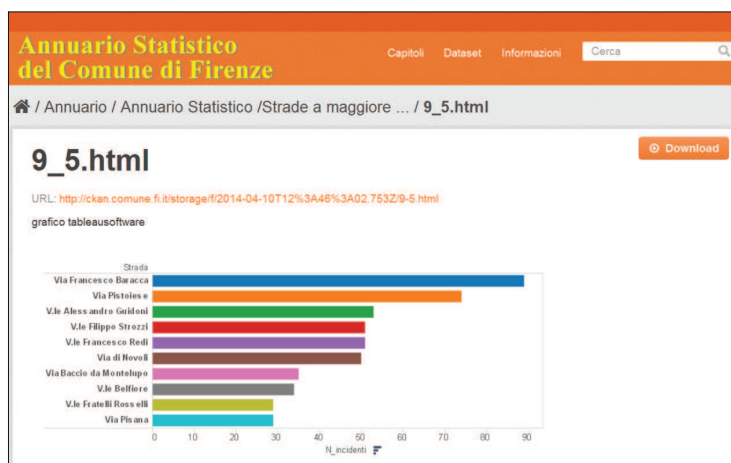 Annuario Statistico
del Comune di Firenze
Capitoli Dataset Informazioni Cerca
/ Annuario / Annuario Statistico /Strade a maggiore ... / 9_5.html
9_5.html
Download
URL: http://ckan.comune.fi.it/storage/f/2014-04-10T12%3A46%3A02.753Z/9-5.html
grafico tableausoftware
Strada
Via Francesco Baracca
Via Pistoiese
V.le Alessandro Guidoni
V.le Filippo Strozzi
V.le Francesco Redi
Via di Novoli
Via Baccio da Montelupo
V.le Belfiore
V.le Fratelli Rosselli
Via Pisana
0 10 20 30 40 50 60 70 80 90
N_incidenti